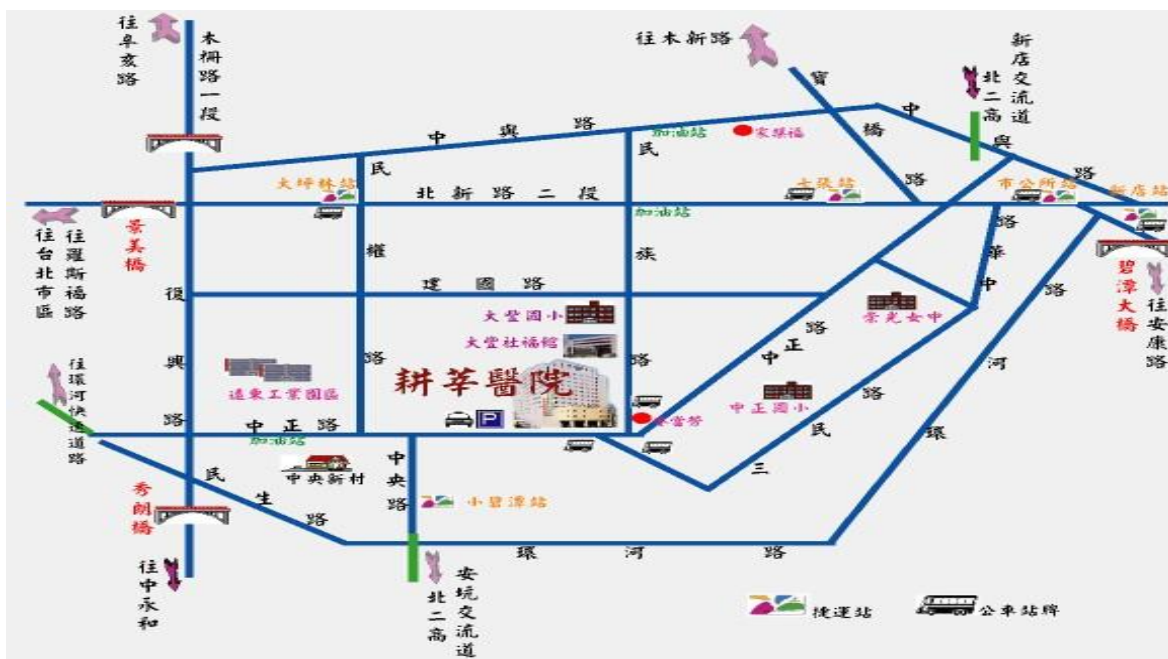 往辛亥路
木柵路一段
往木新路
新店交流道
北二高
中興路
寶橋路
加油站
家樂福
中興路
大坪林站
民權路
北新路二段
民族路
加油站
七張站
市公所站
新店站
景美橋
往羅斯福路
往台北市區
復興路
建國路
中華路
碧潭大橋
往安康路
大豐國小
大豐社福館
崇光女中
中正路
耕莘醫院
遠東工業園區
中正國小
環河路
往環河快速道路
中正路
加油站
麥當勞
三民路
中央新村
中央路
小碧潭站
秀朗橋
民生路
環河路
往中永和
安坑交流道
北二高
捷運站
公車站牌